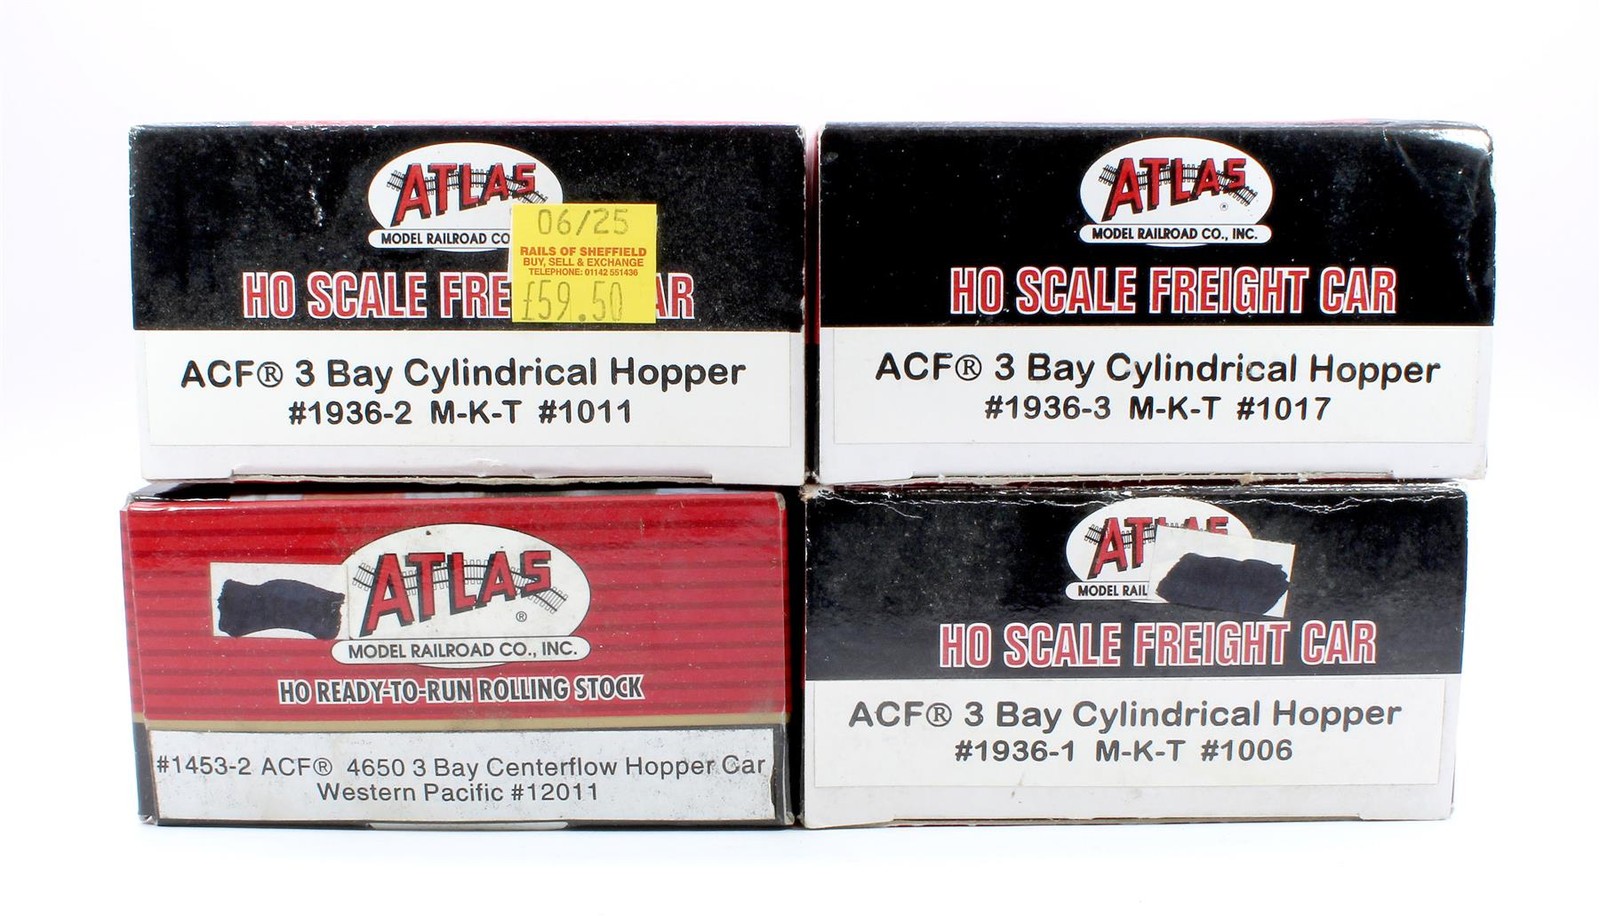 ATLAS
MODEL RAILROAD CO
06/25
RAILS OF SHEFFIELD
BUY, SELL & EXCHANGE
TELEPHONE: 01142 551436
£59.50
HO SCALE FRE AR
ACF® 3 Bay Cylindrical Hopper
#1936-2 M-K-T #1011
ATLAS
®
MODEL RAILROAD CO., INC.
HO SCALE FREIGHT CAR
ACF® 3 Bay Cylindrical Hopper
#1936-3 M-K-T #1017
ATLAS
®
MODEL RAILROAD CO., INC.
HO READY-TO-RUN ROLLING STOCK
#1453-2 ACF® 4650 3 Bay Centerflow Hopper Car
Western Pacific #12011
ATLAS
MODEL RAIL
HO SCALE FREIGHT CAR
ACF® 3 Bay Cylindrical Hopper
#1936-1 M-K-T #1006